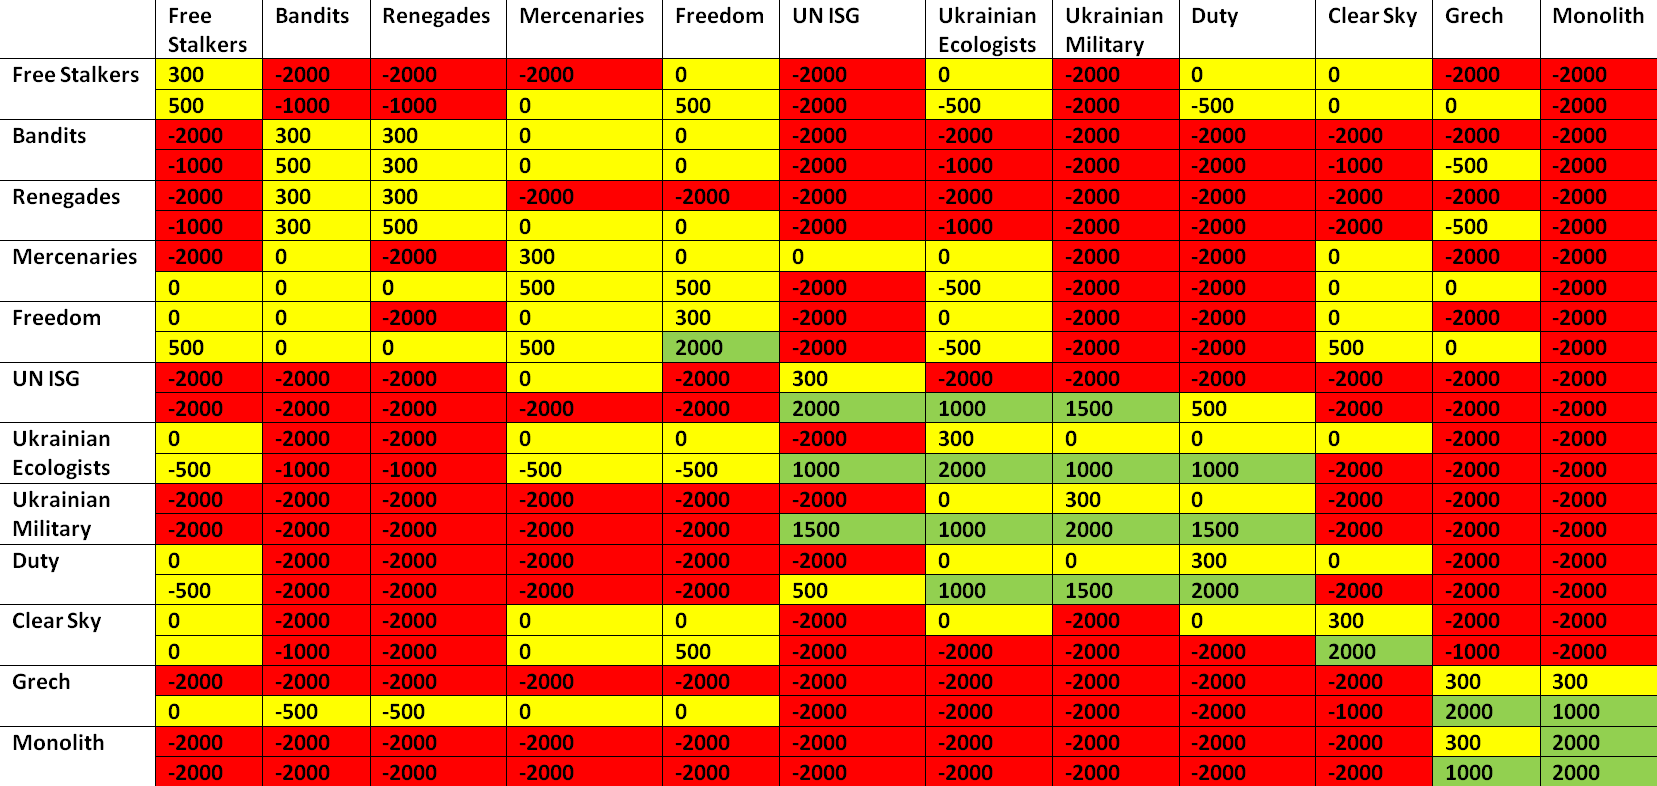 Free Stalkers Bandits Renegades Mercenaries Freedom UN ISG Ukrainian Ecologists Ukrainian Military Duty Clear Sky Grech Monolith
Free Stalkers 300 -2000 -2000 -2000 0 -2000 0 -2000 0 0 -2000 -2000
500 -1000 -1000 0 500 -2000 -500 -2000 -500 0 0 -2000
Bandits -2000 300 300 0 0 -2000 -2000 -2000 -2000 -2000 -2000 -2000
-1000 500 300 0 0 -2000 -1000 -2000 -2000 -1000 -500 -2000
Renegades -2000 300 300 -2000 -2000 -2000 -2000 -2000 -2000 -2000 -2000 -2000
-1000 300 500 0 0 -2000 -1000 -2000 -2000 -2000 -500 -2000
Mercenaries -2000 0 -2000 300 0 0 0 -2000 -2000 0 -2000 -2000
0 0 0 500 500 -2000 -500 -2000 -2000 0 0 -2000
Freedom 0 0 -2000 0 300 -2000 0 -2000 -2000 0 -2000 -2000
500 0 0 500 2000 -2000 -500 -2000 -2000 500 0 -2000
UN ISG -2000 -2000 -2000 0 -2000 300 -2000 -2000 -2000 -2000 -2000 -2000
-2000 -2000 -2000 -2000 -2000 2000 1000 1500 500 -2000 -2000 -2000
Ukrainian 0 -2000 -2000 0 0 -2000 300 0 0 0 -2000 -2000
Ecologists -500 -1000 -1000 -500 -500 1000 2000 1000 1000 -2000 -2000 -2000
Ukrainian -2000 -2000 -2000 -2000 -2000 -2000 0 300 0 -2000 -2000 -2000
Military -2000 -2000 -2000 -2000 -2000 1500 1000 2000 1500 -2000 -2000 -2000
Duty 0 -2000 -2000 -2000 -2000 -2000 0 0 300 0 -2000 -2000
-500 -2000 -2000 -2000 -2000 500 1000 1500 2000 -2000 -2000 -2000
Clear Sky 0 -2000 -2000 0 0 -2000 0 -2000 0 300 -2000 -2000
0 -1000 -2000 0 500 -2000 -2000 -2000 -2000 2000 -1000 -2000
Grech -2000 -2000 -2000 -2000 -2000 -2000 -2000 -2000 -2000 -2000 300 300
0 -500 -500 0 0 -2000 -2000 -2000 -2000 -1000 2000 1000
Monolith -2000 -2000 -2000 -2000 -2000 -2000 -2000 -2000 -2000 -2000 300 2000
-2000 -2000 -2000 -2000 -2000 -2000 -2000 -2000 -2000 -2000 1000 2000